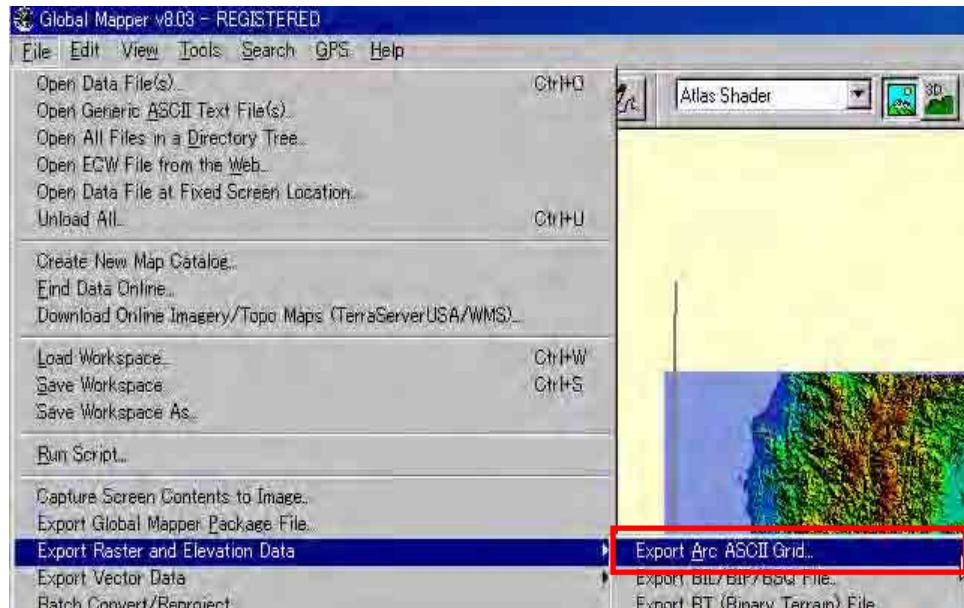 Global Mapper v8.03 - REGISTERED
File Edit View Tools Search GPS Help
Open Data File(s)... Ctrl+O
Open Generic ASCII Text File(s)...
Open All Files in a Directory Tree...
Open ECW File from the Web...
Open Data File at Fixed Screen Location...
Unload All... Ctrl+U
Atlas Shader
3D
Create New Map Catalog...
Find Data Online...
Download Online Imagery/Topo Maps (TerraServerUSA/WMS)...
Load Workspace... Ctrl+W
Save Workspace Ctrl+S
Save Workspace As...
Run Script...
Capture Screen Contents to Image...
Export Global Mapper Package File...
Export Raster and Elevation Data
Export Arc ASCII Grid...
Export Vector Data
Export BIL/BIP/BSQ File...
Batch Convert/Reproject
Export BT (Binary Terrain) File